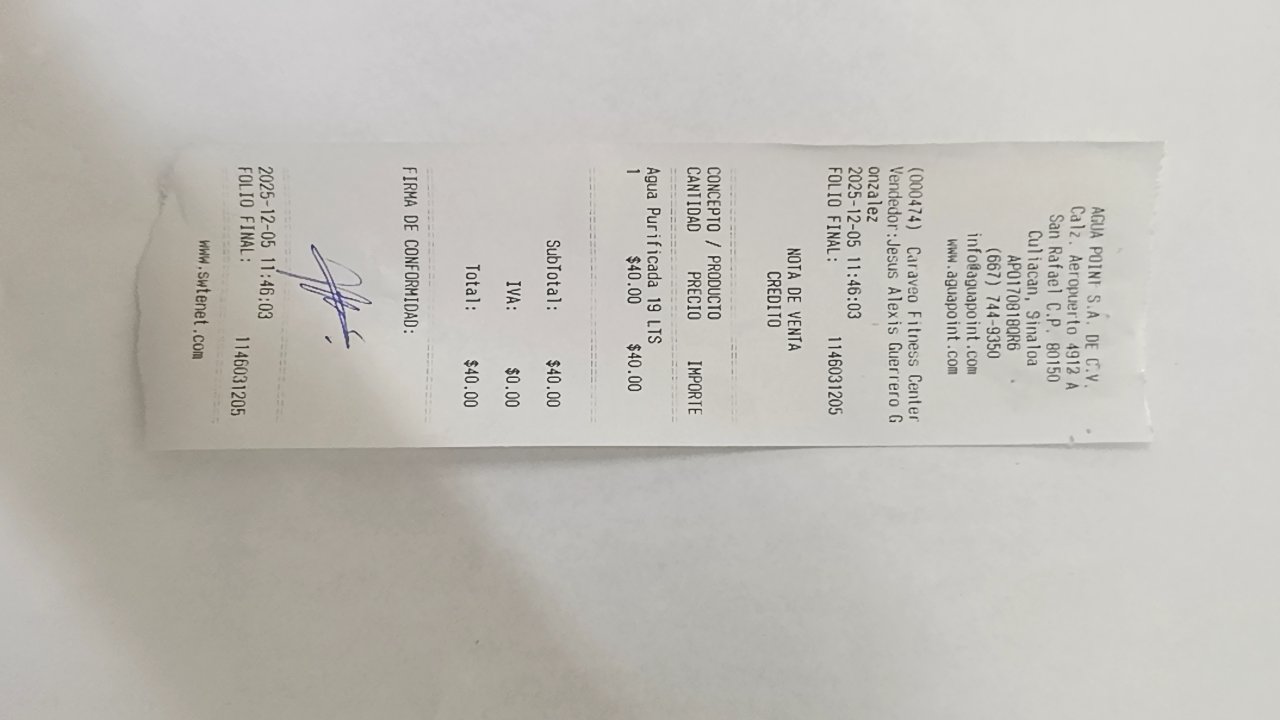 AGUA POINT S.A. DE C.V.
Calz. Aeropuerto 4912 A
San Rafael C.P. 80150
Culiacan, Sinaloa
APO170818QR6
(667) 744-9350
info@aguapoint.com
www.aguapoint.com
(000474) Caraveo Fitness Center
Vendedor:Jesus Alexis Guerrero G
onzalez
2025-12-05 11:46:03
FOLIO FINAL: 1146031205
NOTA DE VENTA
CREDITO
CONCEPTO / PRODUCTO
CANTIDAD PRECIO IMPORTE
Agua Purificada 19 LTS
1 $40.00 $40.00
SubTotal: $40.00
IVA: $0.00
Total: $40.00
FIRMA DE CONFORMIDAD:
2025-12-05 11:46:03
FOLIO FINAL: 1146031205
www.swtenet.com